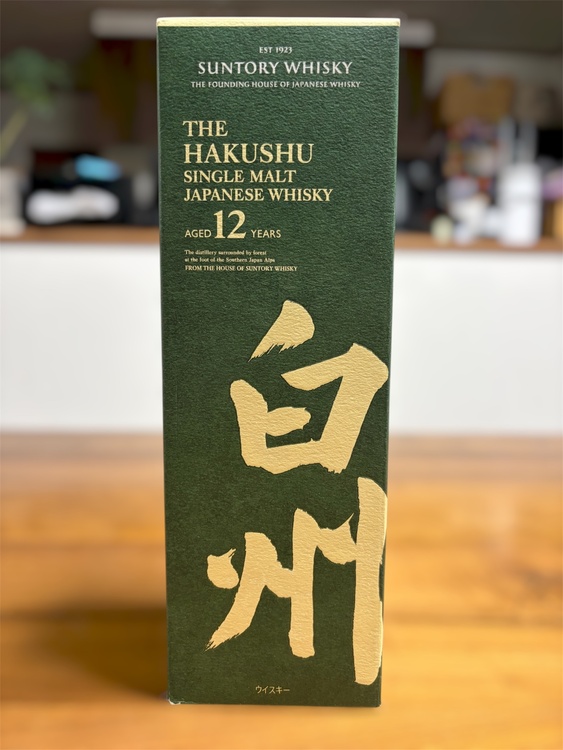 EST 1923
SUNTORY WHISKY
THE FOUNDING HOUSE OF JAPANESE WHISKY
THE
HAKUSHU
SINGLE MALT
JAPANESE WHISKY
AGED 12 YEARS
The distillery surrounded by forest
at the foot of the Southern Japan Alps
FROM THE HOUSE OF SUNTORY WHISKY
白
州
ウイスキー